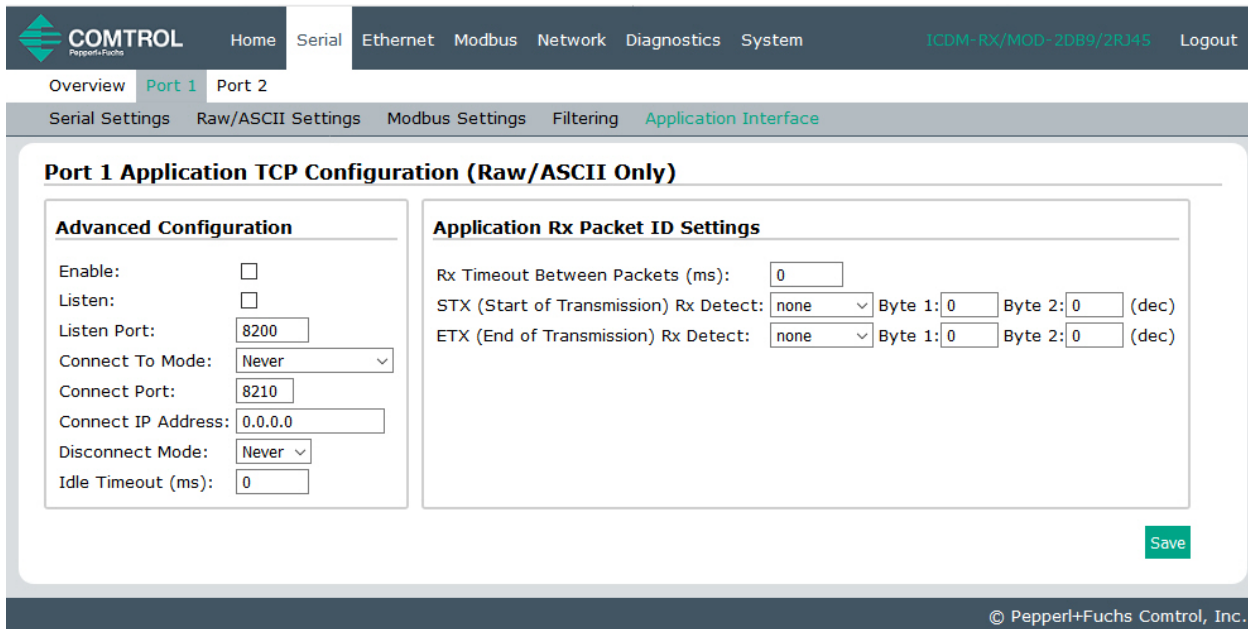 COMTROL Home Serial Ethernet Modbus Network Diagnostics System ICDM-RX/MOD-2DB9/2RJ45 Logout
Pepperl+Fuchs
Overview Port 1 Port 2
Serial Settings Raw/ASCII Settings Modbus Settings Filtering Application Interface
Port 1 Application TCP Configuration (Raw/ASCII Only)
Advanced Configuration
Enable:
Listen:
Listen Port: 8200
Connect To Mode: Never
Connect Port: 8210
Connect IP Address: 0.0.0.0
Disconnect Mode: Never
Idle Timeout (ms): 0
Application Rx Packet ID Settings
Rx Timeout Between Packets (ms): 0
STX (Start of Transmission) Rx Detect: none Byte 1: 0 Byte 2: 0 (dec)
ETX (End of Transmission) Rx Detect: none Byte 1: 0 Byte 2: 0 (dec)
Save
© Pepperl+Fuchs Comtrol, Inc.